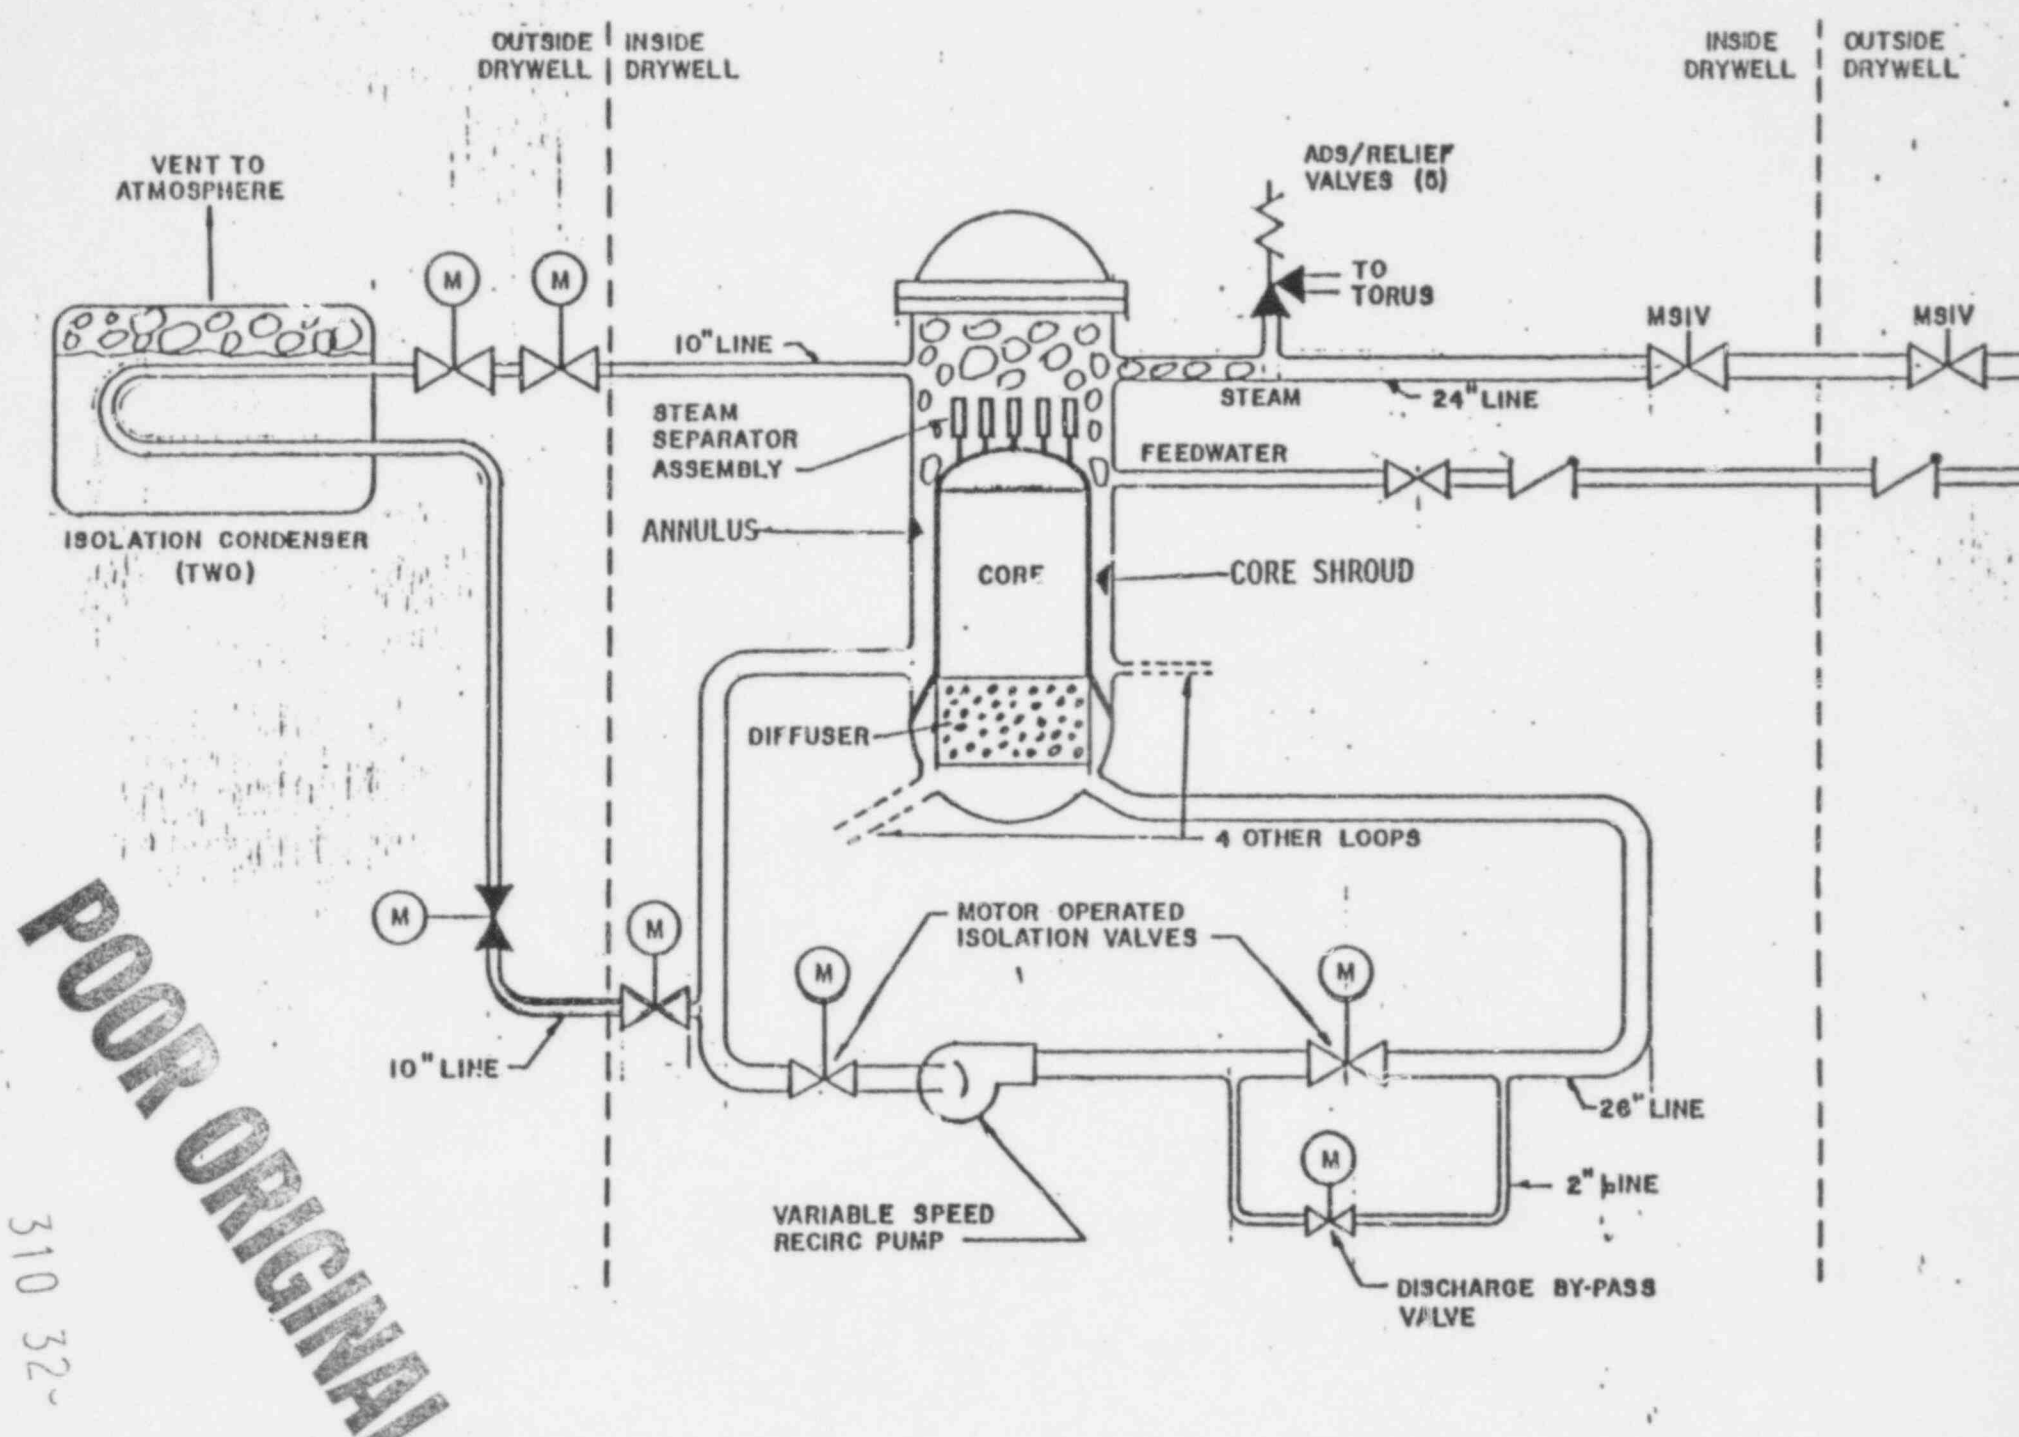 OUTSIDE
DRYWELL
INSIDE
DRYWELL
INSIDE
DRYWELL
OUTSIDE
DRYWELL
VENT TO
ATMOSPHERE
ADS/RELIEF
VALVES (5)
M
M
TO
TORUS
MSIV
MSIV
10" LINE
STEAM
24" LINE
STEAM
SEPARATOR
ASSEMBLY
FEEDWATER
ISOLATION CONDENSER
(TWO)
ANNULUS
CORE
CORE SHROUD
DIFFUSER
4 OTHER LOOPS
M
M
MOTOR OPERATED
ISOLATION VALVES
M
M
10" LINE
26" LINE
M
2" LINE
VARIABLE SPEED
RECIRC PUMP
DISCHARGE BY-PASS
VALVE
POOR ORIGINAL
310 32